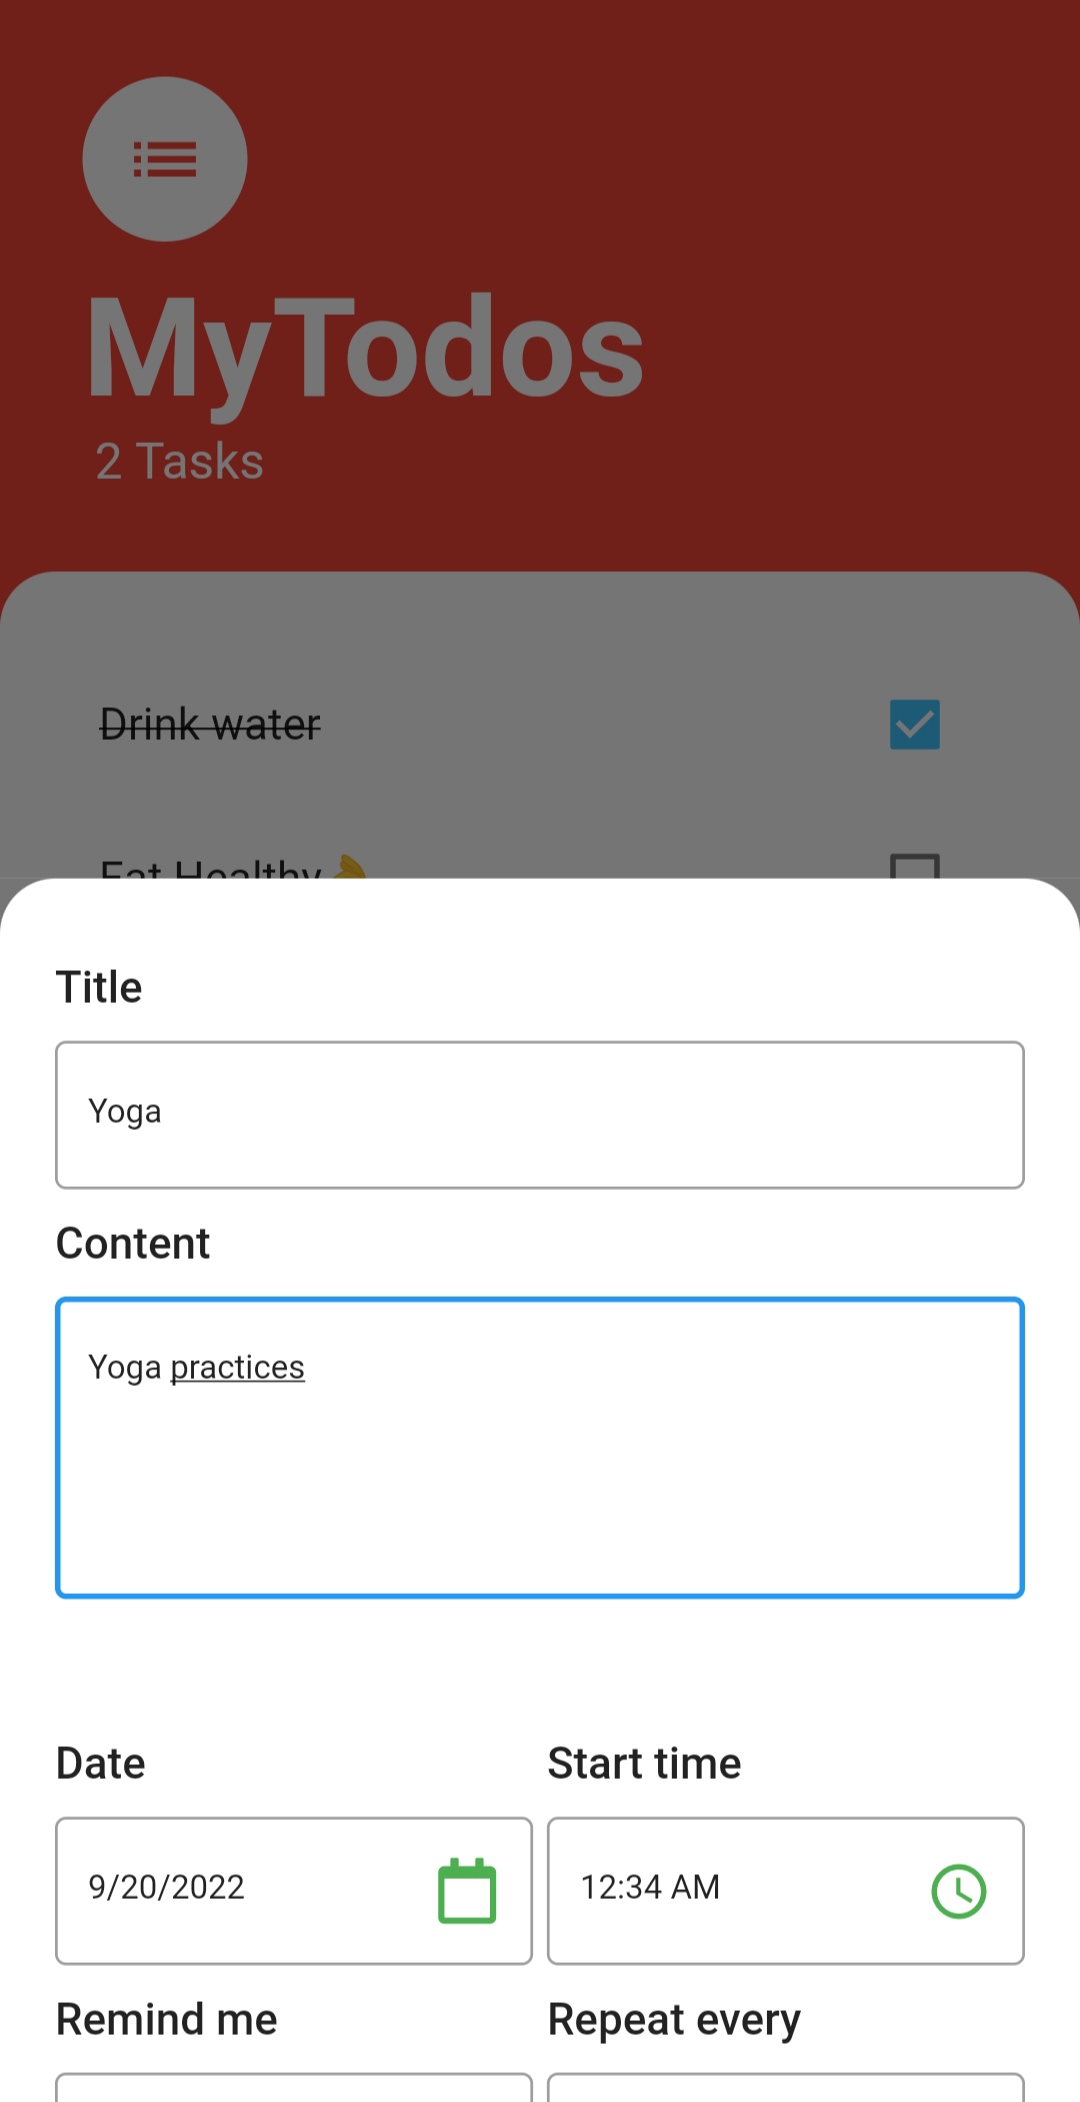 MyTodos
2 Tasks
Drink water
Eat Healthy👌
Title
Yoga
Content
Yoga practices
Date
Start time
9/20/2022
12:34 AM
Remind me
Repeat every